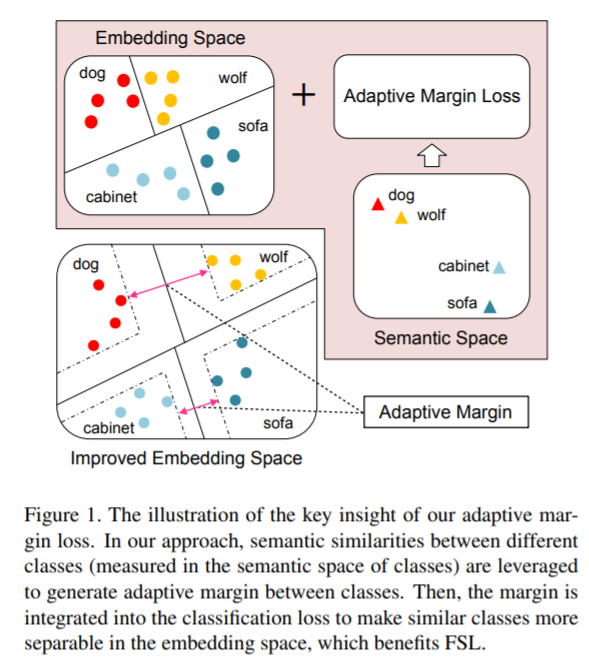 Embedding Space
dog
wolf
sofa
cabinet
+
Adaptive Margin Loss
dog
wolf
cabinet
sofa
Semantic Space
dog
wolf
cabinet
sofa
Adaptive Margin
Improved Embedding Space
Figure 1. The illustration of the key insight of our adaptive mar-
gin loss. In our approach, semantic similarities between different
classes (measured in the semantic space of classes) are leveraged
to generate adaptive margin between classes. Then, the margin is
integrated into the classification loss to make similar classes more
separable in the embedding space, which benefits FSL.